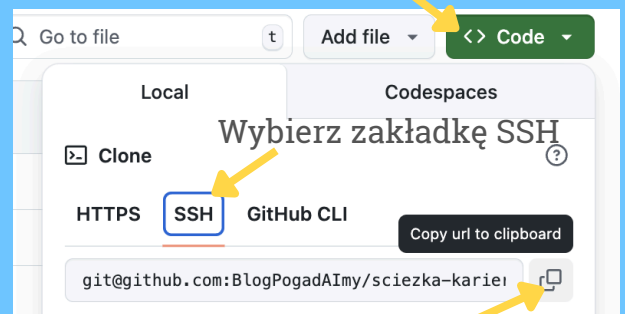 Go to file t Add file <> Code
Local Codespaces
Wybierz zakładkę SSH
Clone ?
HTTPS SSH GitHub CLI
Copy url to clipboard
git@github.com:BlogPogadAImy/sciezka-karie